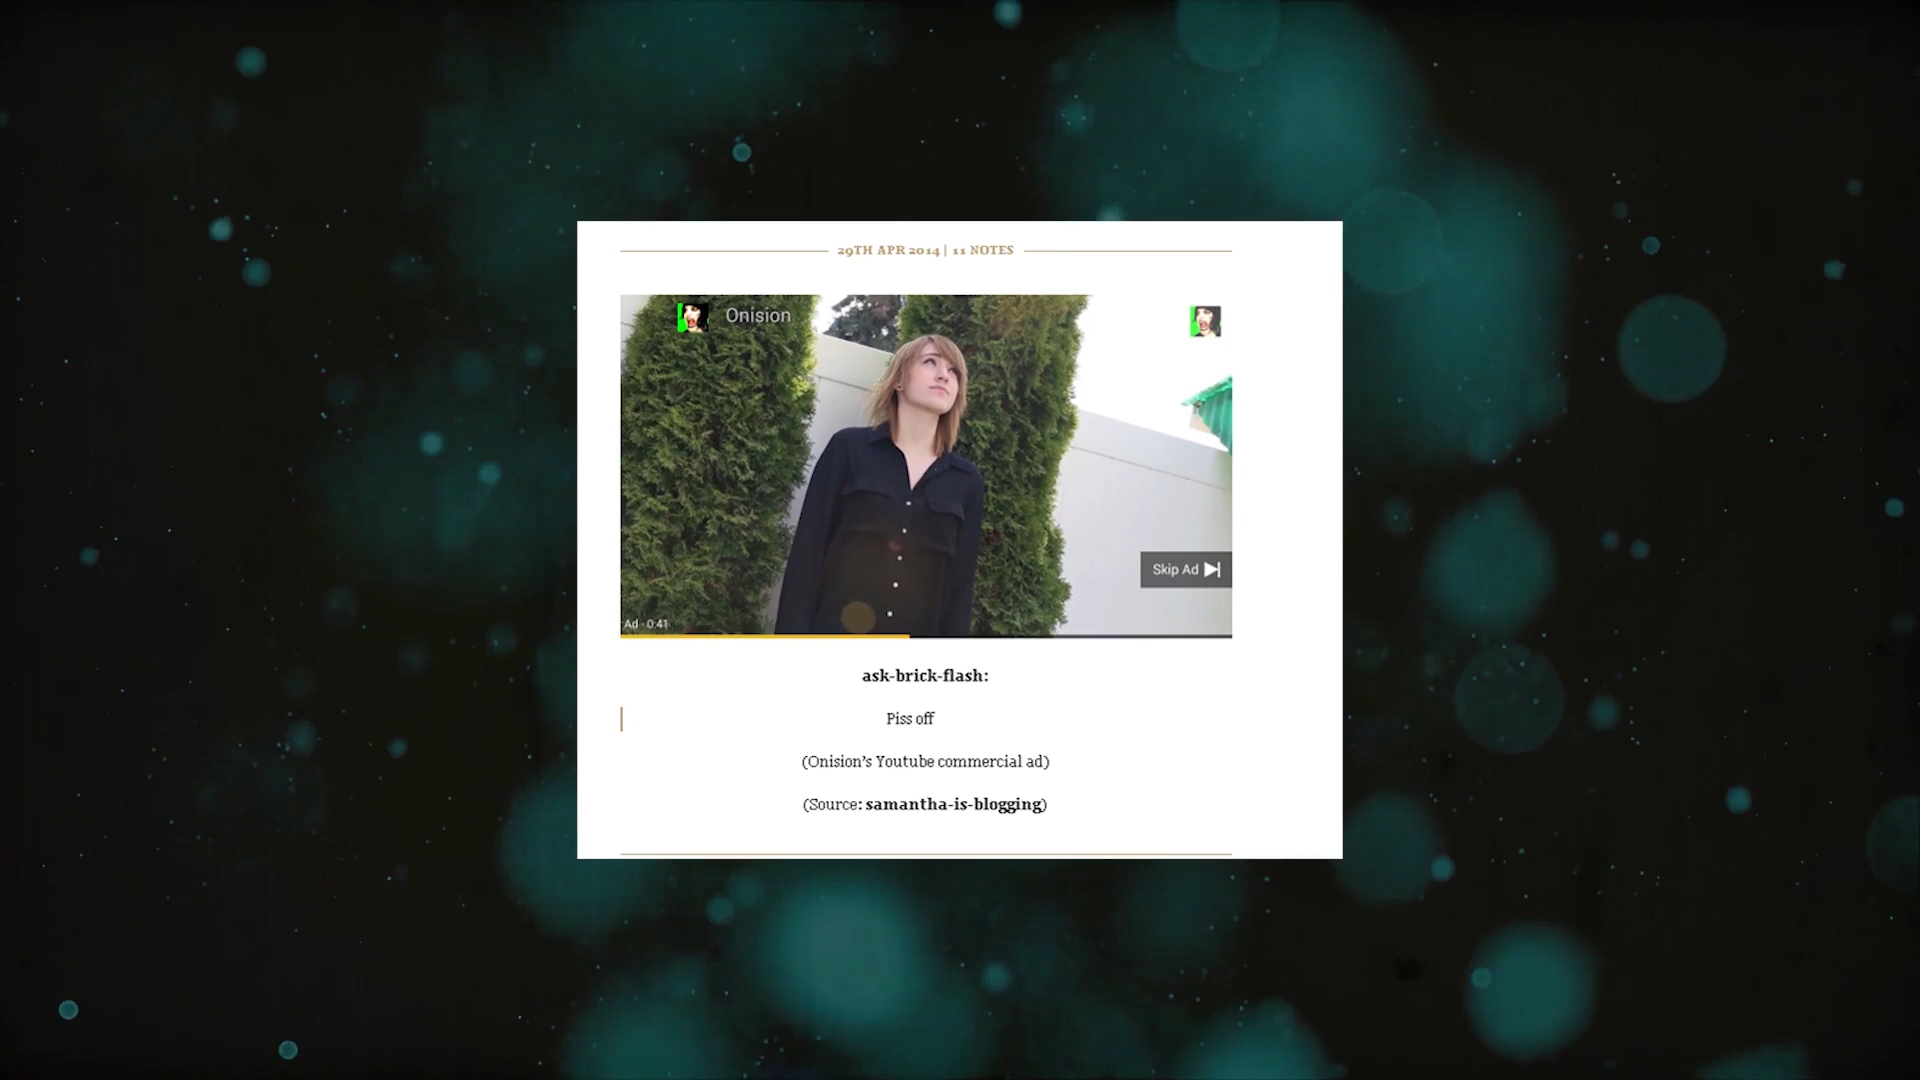 29TH APR 2014 | 11 NOTES
Onision
Skip Ad
Ad · 0:41
ask-brick-flash:
Piss off
(Onision's Youtube commercial ad)
(Source: samantha-is-blogging)